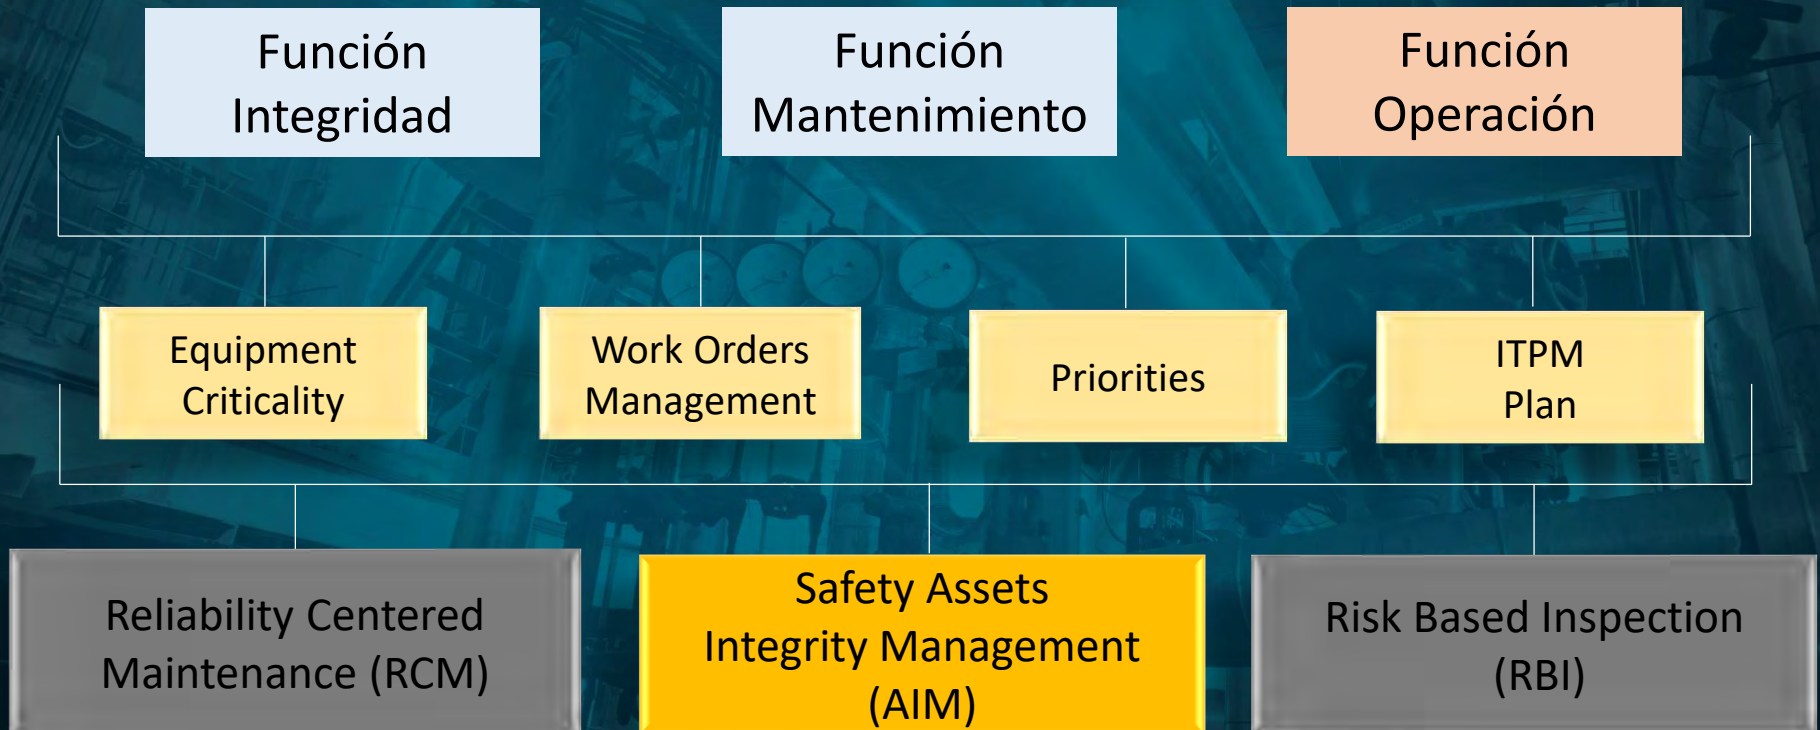 Función
Integridad
Función
Mantenimiento
Función
Operación
Equipment
Criticality
Work Orders
Management
Priorities
ITPM
Plan
Reliability Centered
Maintenance (RCM)
Safety Assets
Integrity Management
(AIM)
Risk Based Inspection
(RBI)